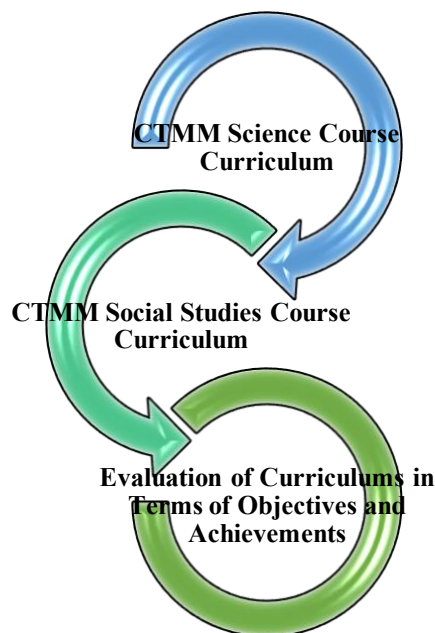 CTMM Science Course
Curriculum
CTMM Social Studies Course
Curriculum
Evaluation of Curriculums in
Terms of Objectives and
Achievements